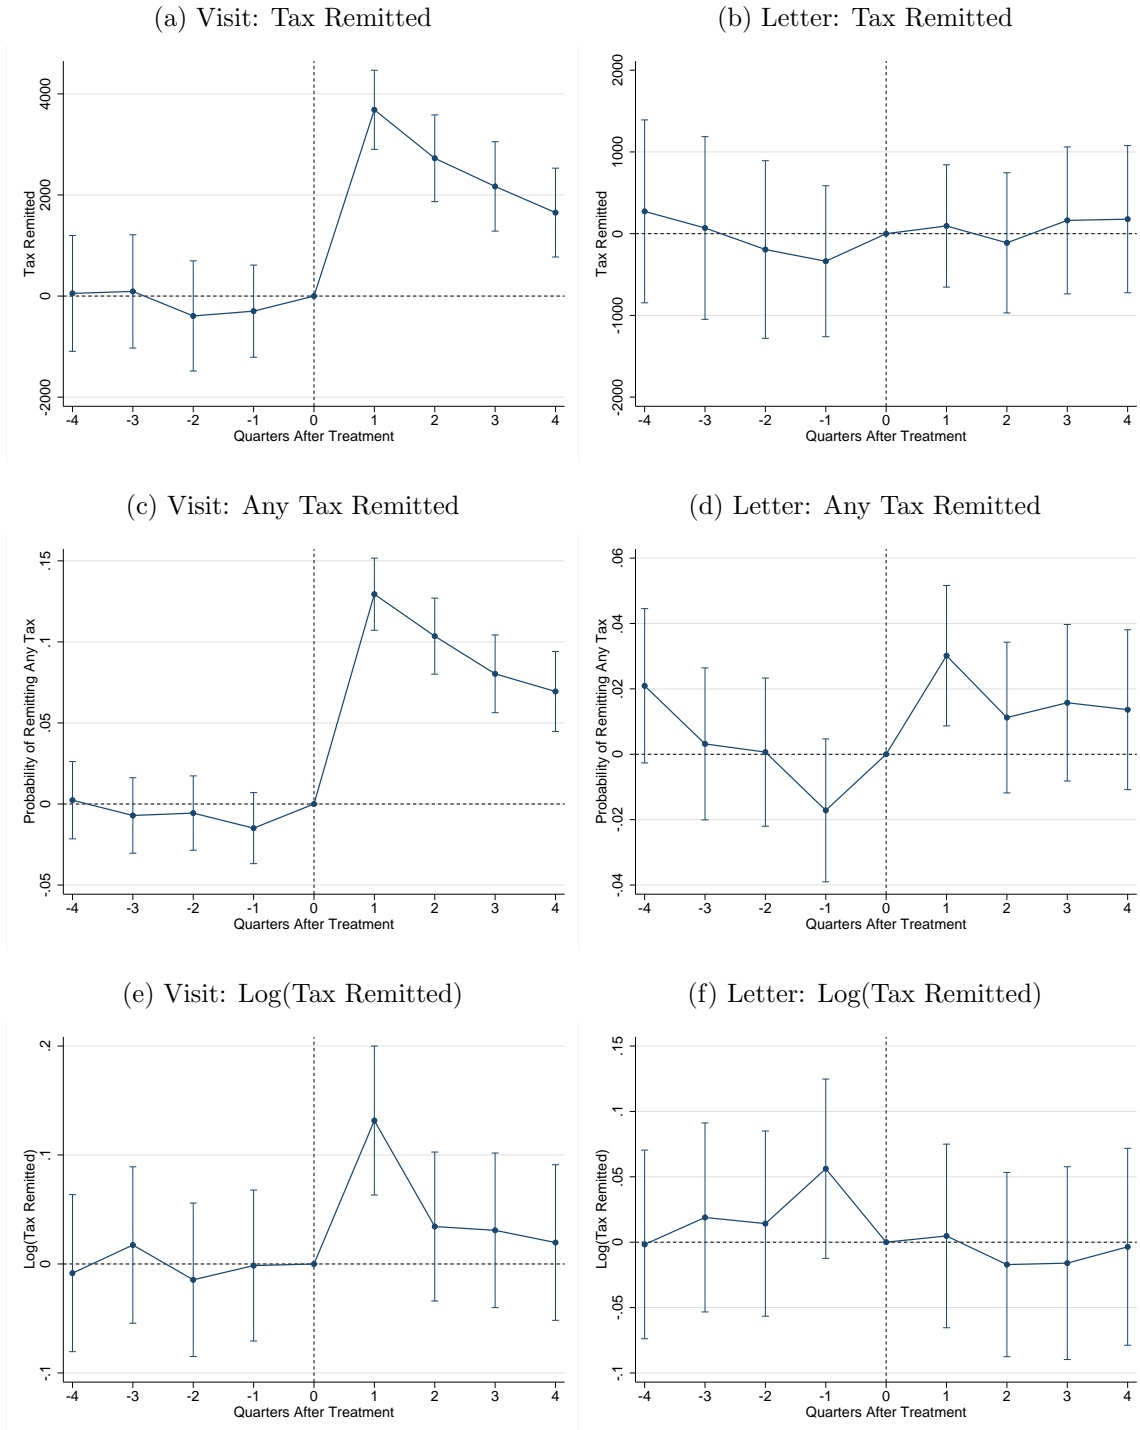 (a) Visit: Tax Remitted
Tax Remitted
4000
2000
0
2000
-4 -3 -2 -1 0 1 2 3 4
Quarters After Treatment
(b) Letter: Tax Remitted
Tax Remitted
2000
1000
0
-1000
-2000
-4 -3 -2 -1 0 1 2 3 4
Quarters After Treatment
(c) Visit: Any Tax Remitted
Probability of Remitting Any Tax
.15
.1
.05
0
-.05
-4 -3 -2 -1 0 1 2 3 4
Quarters After Treatment
(d) Letter: Any Tax Remitted
Probability of Remitting Any Tax
.06
.04
.02
0
-.02
-.04
-4 -3 -2 -1 0 1 2 3 4
Quarters After Treatment
(e) Visit: Log(Tax Remitted)
Log(Tax Remitted)
.2
.1
0
-.1
-4 -3 -2 -1 0 1 2 3 4
Quarters After Treatment
(f) Letter: Log(Tax Remitted)
Log(Tax Remitted)
.15
.1
.05
0
-.05
-.1
-4 -3 -2 -1 0 1 2 3 4
Quarters After Treatment